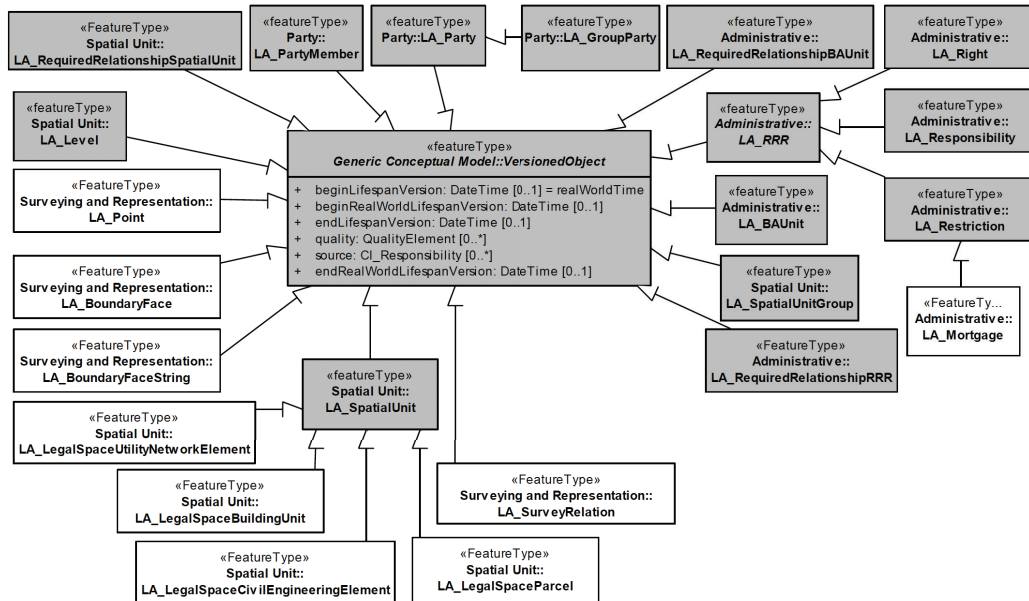 «FeatureType»
Spatial Unit::
LA_RequiredRelationshipSpatialUnit
«featureType»
Party::
LA_PartyMember
«featureType»
Party::LA_Party
«featureType»
Party::LA_GroupParty
«FeatureType»
Administrative::
LA_RequiredRelationshipBAUnit
«FeatureType»
Administrative::
LA_Right
«featureType»
Spatial Unit::
LA_Level
«featureType»
Generic Conceptual Model::VersionedObject
+ beginLifespanVersion: DateTime [0..1] = realWorldTime
+ beginRealWorldLifespanVersion: DateTime [0..1]
+ endLifespanVersion: DateTime [0..1]
+ quality: QualityElement [0..*]
+ source: CI_Responsibility [0..*]
+ endRealWorldLifespanVersion: DateTime [0..1]
«featureType»
Administrative::
LA_RRR
«featureType»
Administrative::
LA_Responsibility
«FeatureType»
Surveying and Representation::
LA_Point
«featureType»
Administrative::
LA_BAUnit
«FeatureType»
Administrative::
LA_Restriction
«FeatureType»
Surveying and Representation::
LA_BoundaryFace
«featureType»
Spatial Unit::
LA_SpatialUnitGroup
«FeatureTy...
Administrative::
LA_Mortgage
«FeatureType»
Surveying and Representation::
LA_BoundaryFaceString
«FeatureType»
Administrative::
LA_RequiredRelationshipRRR
«featureType»
Spatial Unit::
LA_SpatialUnit
«FeatureType»
Spatial Unit::
LA_LegalSpaceUtilityNetworkElement
«FeatureType»
Spatial Unit::
LA_LegalSpaceBuildingUnit
«FeatureType»
Surveying and Representation::
LA_SurveyRelation
«FeatureType»
Spatial Unit::
LA_LegalSpaceCivilEngineeringElement
«FeatureType»
Spatial Unit::
LA_LegalSpaceParcel